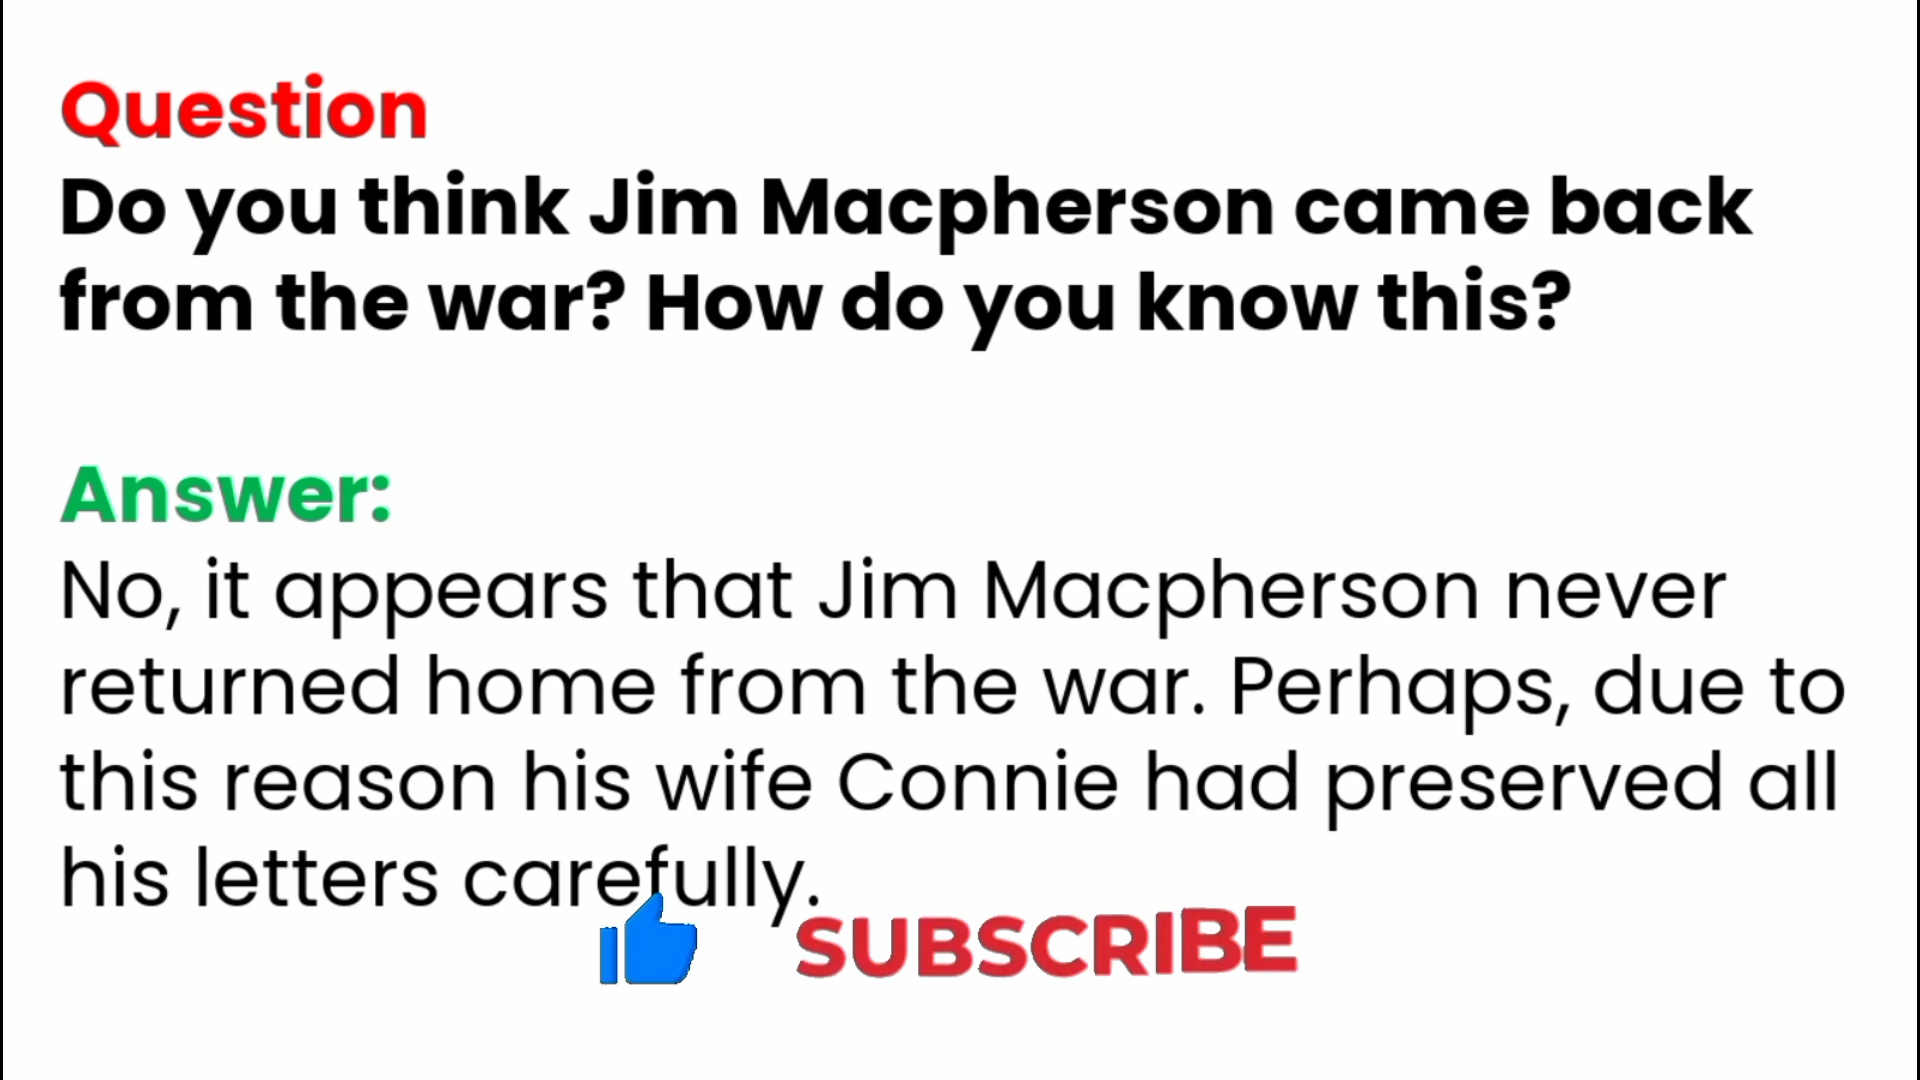 Question
Do you think Jim Macpherson came back
from the war? How do you know this?
Answer:
No, it appears that Jim Macpherson never
returned home from the war. Perhaps, due to
this reason his wife Connie had preserved all
his letters carefully.
SUBSCRIBE